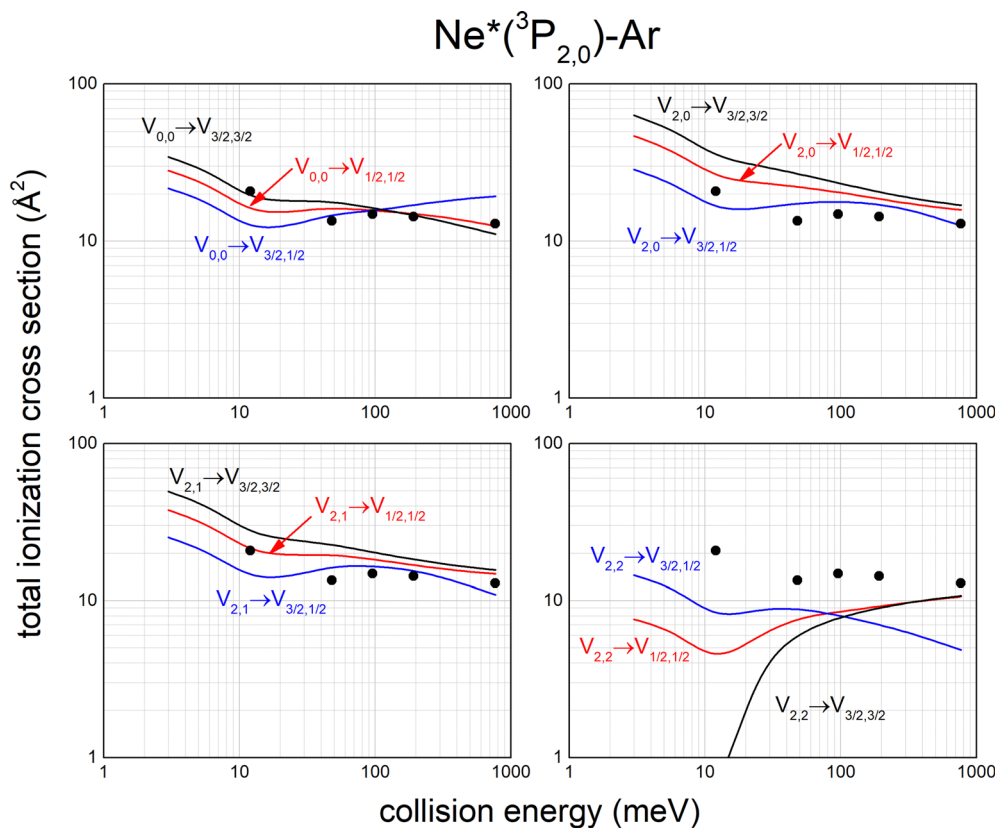 Ne*(³P₂,₀)-Ar
total ionization cross section (Å²)
100
10
1
1 10 100 1000
V₀,₀→V₃/₂,₃/₂
V₀,₀→V₁/₂,₁/₂
V₀,₀→V₃/₂,₁/₂
100
10
1
1 10 100 1000
V₂,₀→V₃/₂,₃/₂
V₂,₀→V₁/₂,₁/₂
V₂,₀→V₃/₂,₁/₂
100
10
1
1 10 100 1000
V₂,₁→V₃/₂,₃/₂
V₂,₁→V₁/₂,₁/₂
V₂,₁→V₃/₂,₁/₂
100
10
1
1 10 100 1000
V₂,₂→V₃/₂,₁/₂
V₂,₂→V₁/₂,₁/₂
V₂,₂→V₃/₂,₃/₂
collision energy (meV)